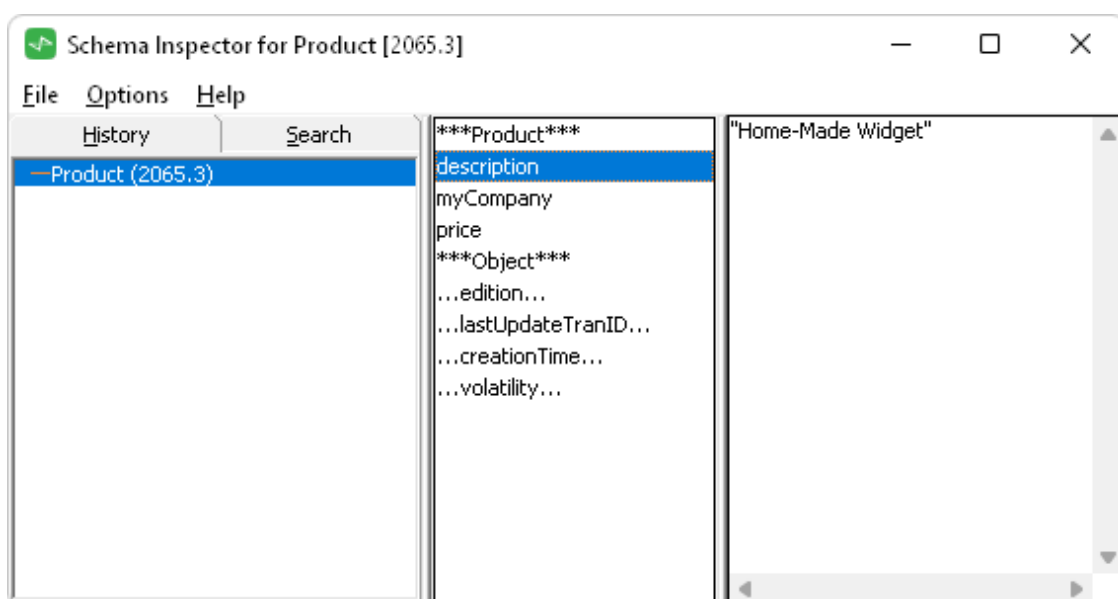 Schema Inspector for Product [2065.3]
File Options Help
History Search
Product (2065.3)
***Product***
description
myCompany
price
***Object***
...edition...
...lastUpdateTranID...
...creationTime...
...volatility...
"Home-Made Widget"